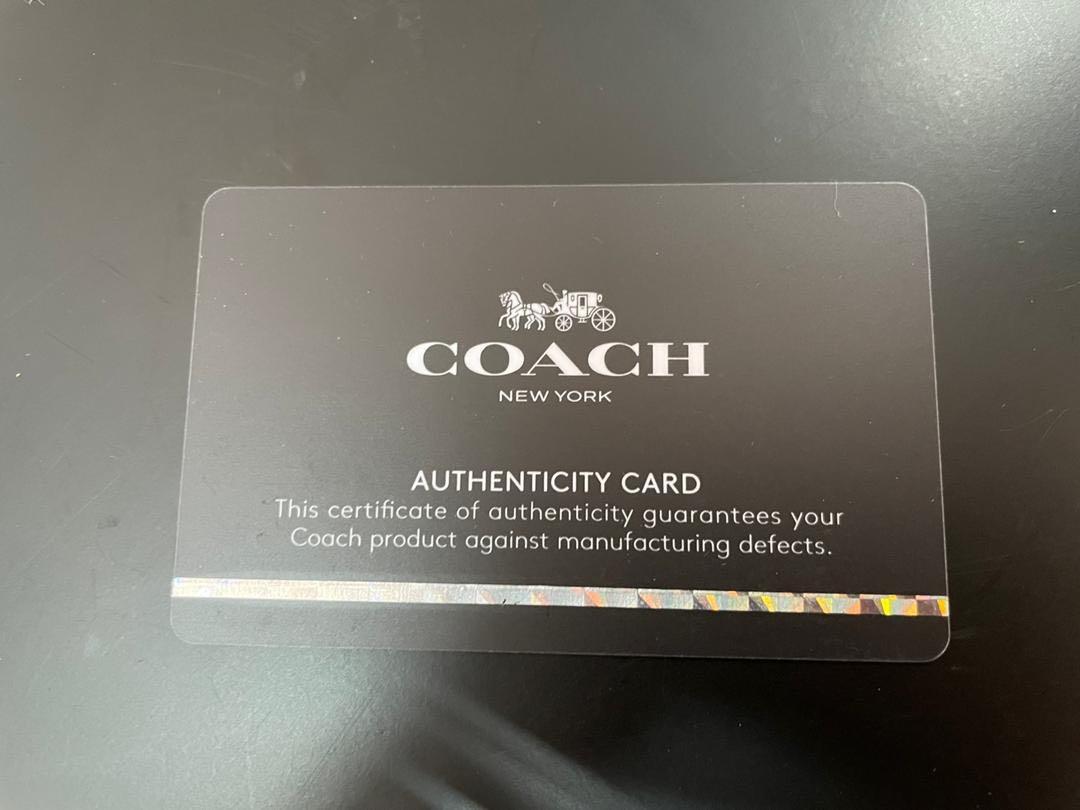 COACH
NEW YORK
AUTHENTICITY CARD
This certificate of authenticity guarantees your
Coach product against manufacturing defects.